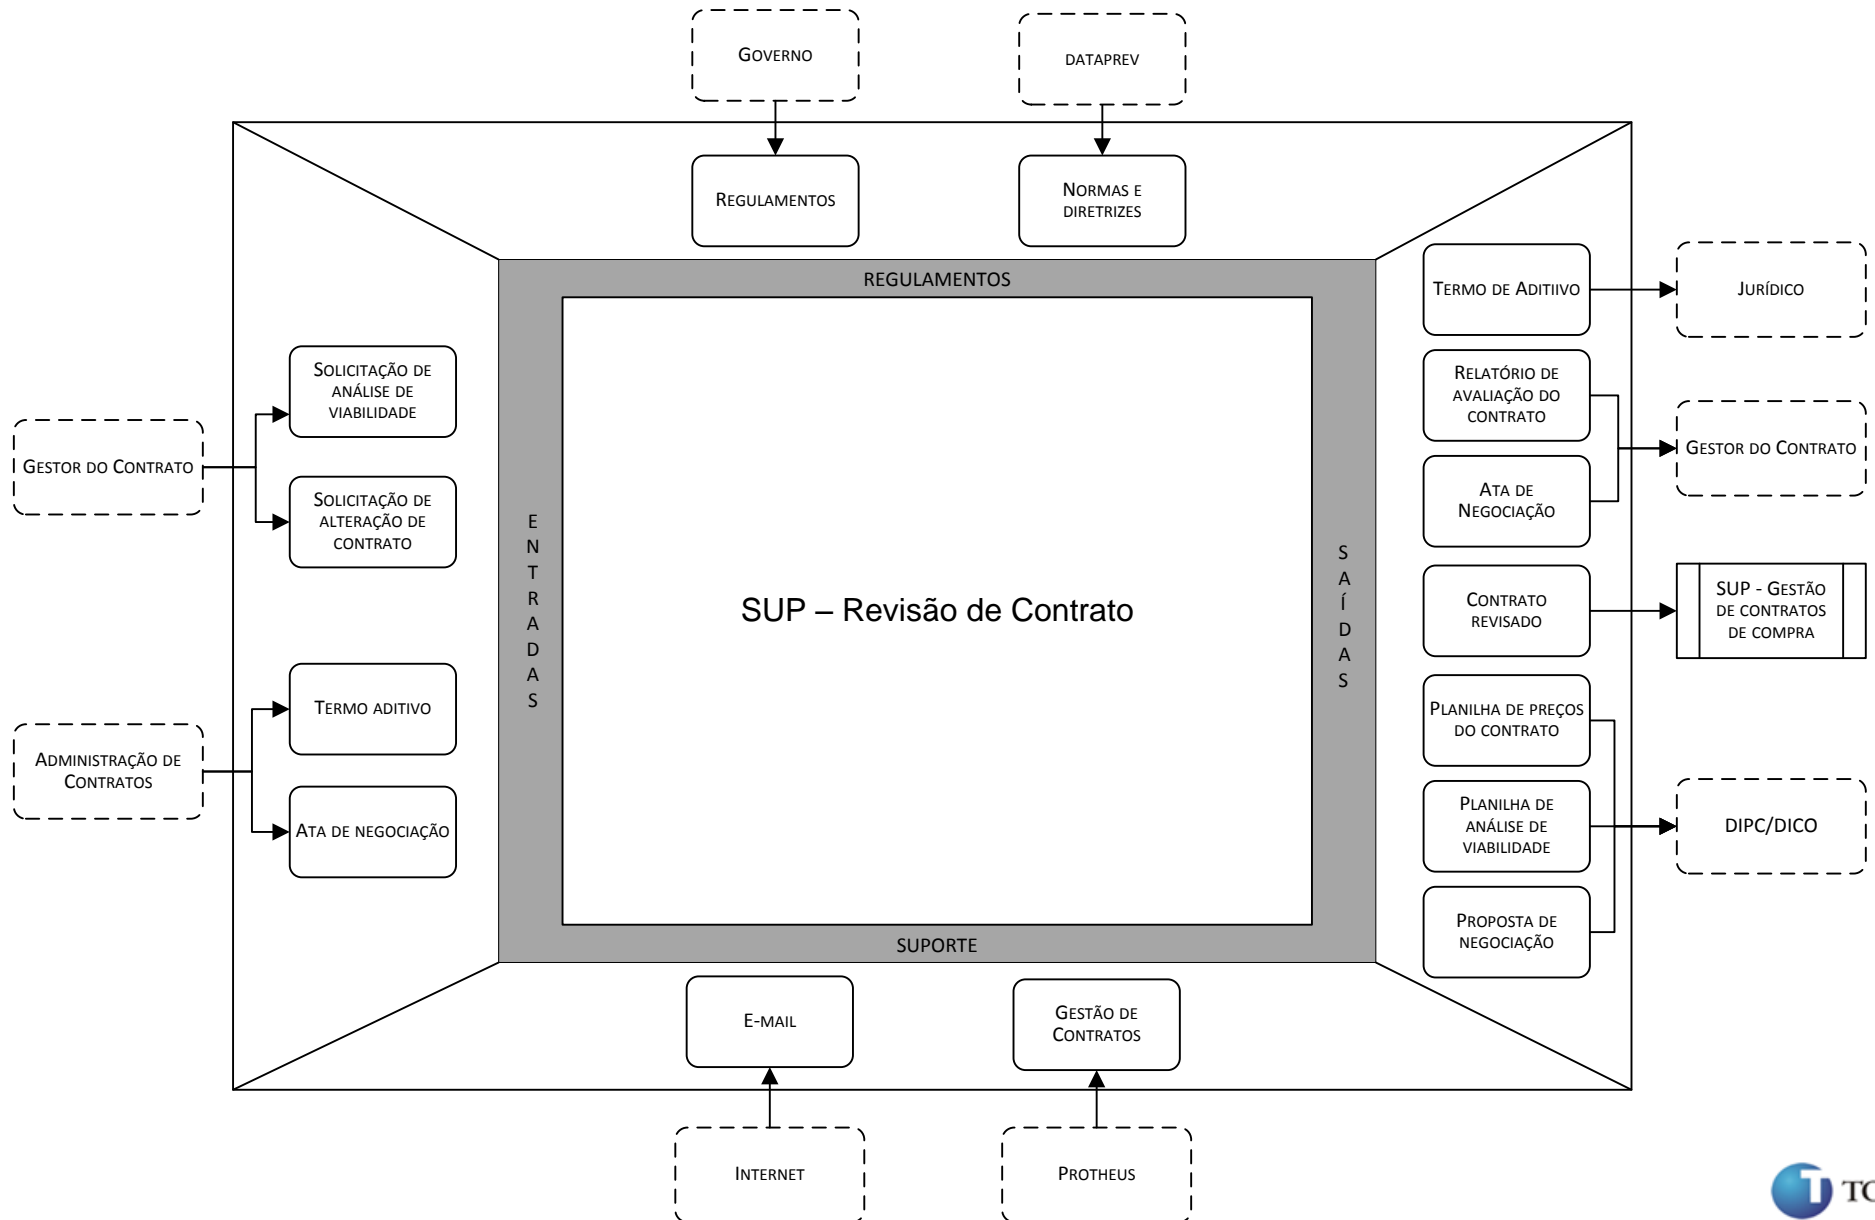 GOVERNO
DATAPREV
REGULAMENTOS
NORMAS E
DIRETRIZES
REGULAMENTOS
TERMO DE ADITIIVO
JURÍDICO
SOLICITAÇÃO DE
ANÁLISE DE
VIABILIDADE
GESTOR DO CONTRATO
SOLICITAÇÃO DE
ALTERAÇÃO DE
CONTRATO
ENTRADAS
SUP – Revisão de Contrato
SAÍDAS
RELATÓRIO DE
AVALIAÇÃO DO
CONTRATO
GESTOR DO CONTRATO
ATA DE
NEGOCIAÇÃO
CONTRATO
REVISADO
SUP - GESTÃO
DE CONTRATOS
DE COMPRA
TERMO ADITIVO
ADMINISTRAÇÃO DE
CONTRATOS
ATA DE NEGOCIAÇÃO
PLANILHA DE PREÇOS
DO CONTRATO
PLANILHA DE
ANÁLISE DE
VIABILIDADE
DIPC/DICO
PROPOSTA DE
NEGOCIAÇÃO
SUPORTE
E-MAIL
GESTÃO DE
CONTRATOS
INTERNET
PROTHEUS